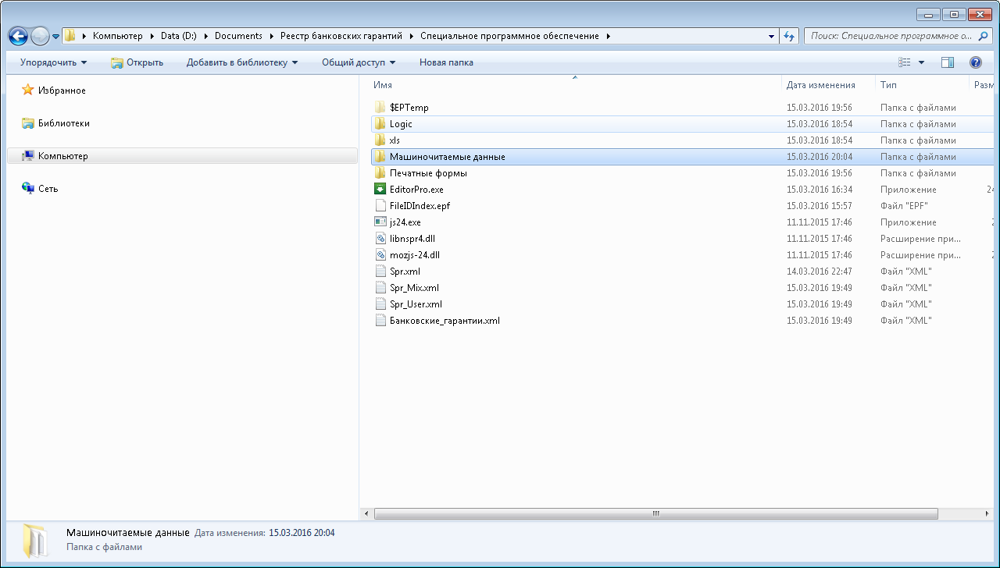 Компьютер Data (D:) Documents Реестр банковских гарантий Специальное программное обеспечение Поиск: Специальное программное о...
Упорядочить Открыть Добавить в библиотеку Общий доступ Новая папка
Избранное
Библиотеки
Компьютер
Сеть
Имя Дата изменения Тип Разм
$EPTemp 15.03.2016 19:56 Папка с файлами
Logic 15.03.2016 18:54 Папка с файлами
xls 15.03.2016 18:54 Папка с файлами
Машиночитаемые данные 15.03.2016 20:04 Папка с файлами
Печатные формы 15.03.2016 19:56 Папка с файлами
EditorPro.exe 15.03.2016 16:34 Приложение 24
FileIDIndex.epf 15.03.2016 15:57 Файл "EPF"
js24.exe 11.11.2015 17:46 Приложение
libnspr4.dll 11.11.2015 17:46 Расширение при...
mozjs-24.dll 11.11.2015 17:46 Расширение при...
Spr.xml 14.03.2016 22:47 Файл "XML"
Spr_Mix.xml 15.03.2016 19:49 Файл "XML"
Spr_User.xml 15.03.2016 19:49 Файл "XML"
Банковские_гарантии.xml 15.03.2016 19:49 Файл "XML"
Машиночитаемые данные Дата изменения: 15.03.2016 20:04
Папка с файлами